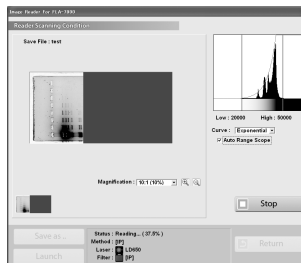 Image Reader for FLA-3000
Reader Scanning Condition
Save File : test
Low : 20000 High : 50000
Curve : Exponential
Auto Range Scope
Magnification : 10:1 (10%)
Stop
Save as...
Status : Reading... (37.5%)
Method : [IP]
Laser : LD650
Filter : [IP]
Launch
Return